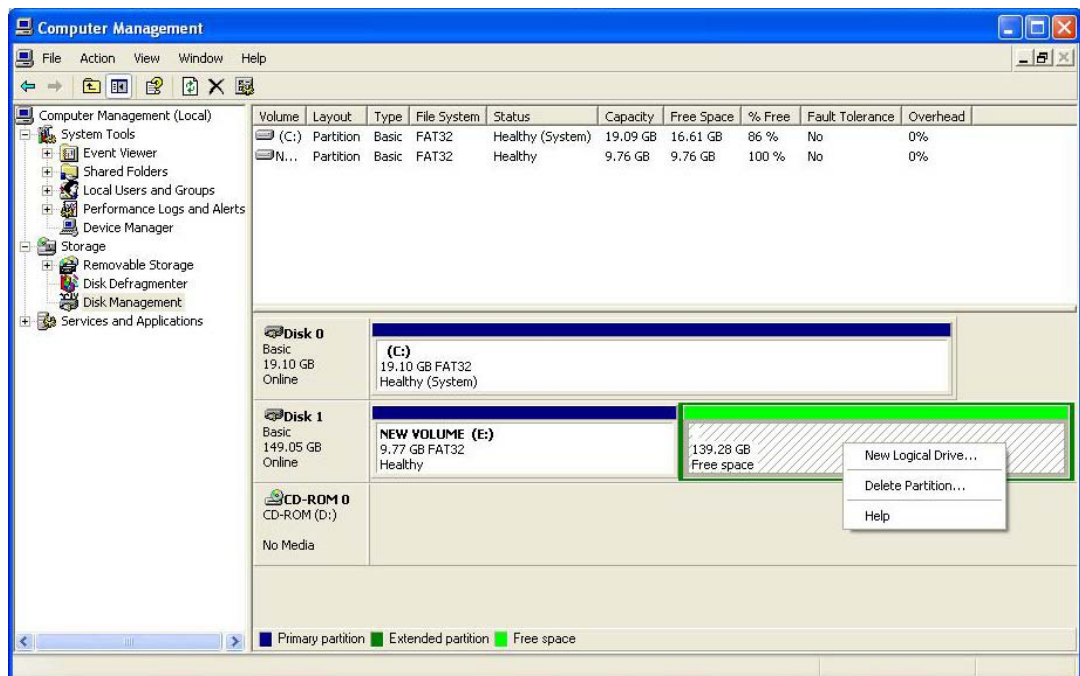 Computer Management
File Action View Window Help
Computer Management (Local)
System Tools
Event Viewer
Shared Folders
Local Users and Groups
Performance Logs and Alerts
Device Manager
Storage
Removable Storage
Disk Defragmenter
Disk Management
Services and Applications
Volume Layout Type File System Status Capacity Free Space % Free Fault Tolerance Overhead
(C:) Partition Basic FAT32 Healthy (System) 19.09 GB 16.61 GB 86 % No 0%
N... Partition Basic FAT32 Healthy 9.76 GB 9.76 GB 100 % No 0%
Disk 0
Basic
19.10 GB
Online
(C:)
19.10 GB FAT32
Healthy (System)
Disk 1
Basic
149.05 GB
Online
NEW VOLUME (E:)
9.77 GB FAT32
Healthy
139.28 GB
Free space
New Logical Drive...
Delete Partition...
Help
CD-ROM 0
CD-ROM (D:)
No Media
Primary partition Extended partition Free space